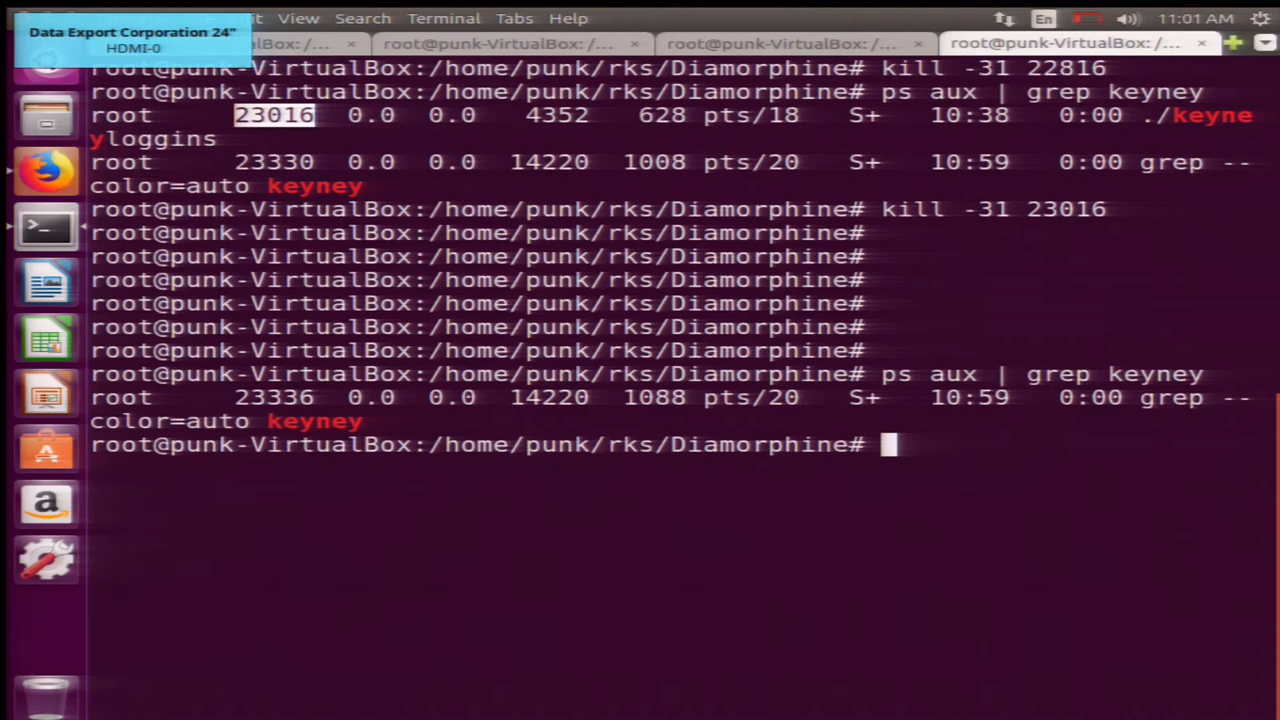 Data Export Corporation 24"
HDMI-0
View Search Terminal Tabs Help
En
11:01 AM
alBox: /... × root@punk-VirtualBox: /... × root@punk-VirtualBox: /... × root@punk-VirtualBox: /... ×
root@punk-VirtualBox:/home/punk/rks/Diamorphine# kill -31 22816
root@punk-VirtualBox:/home/punk/rks/Diamorphine# ps aux | grep keyney
root 23016 0.0 0.0 4352 628 pts/18 S+ 10:38 0:00 ./keyne
yloggins
root 23330 0.0 0.0 14220 1008 pts/20 S+ 10:59 0:00 grep --
color=auto keyney
root@punk-VirtualBox:/home/punk/rks/Diamorphine# kill -31 23016
root@punk-VirtualBox:/home/punk/rks/Diamorphine#
root@punk-VirtualBox:/home/punk/rks/Diamorphine#
root@punk-VirtualBox:/home/punk/rks/Diamorphine#
root@punk-VirtualBox:/home/punk/rks/Diamorphine#
root@punk-VirtualBox:/home/punk/rks/Diamorphine#
root@punk-VirtualBox:/home/punk/rks/Diamorphine#
root@punk-VirtualBox:/home/punk/rks/Diamorphine# ps aux | grep keyney
root 23336 0.0 0.0 14220 1088 pts/20 S+ 10:59 0:00 grep --
color=auto keyney
root@punk-VirtualBox:/home/punk/rks/Diamorphine#